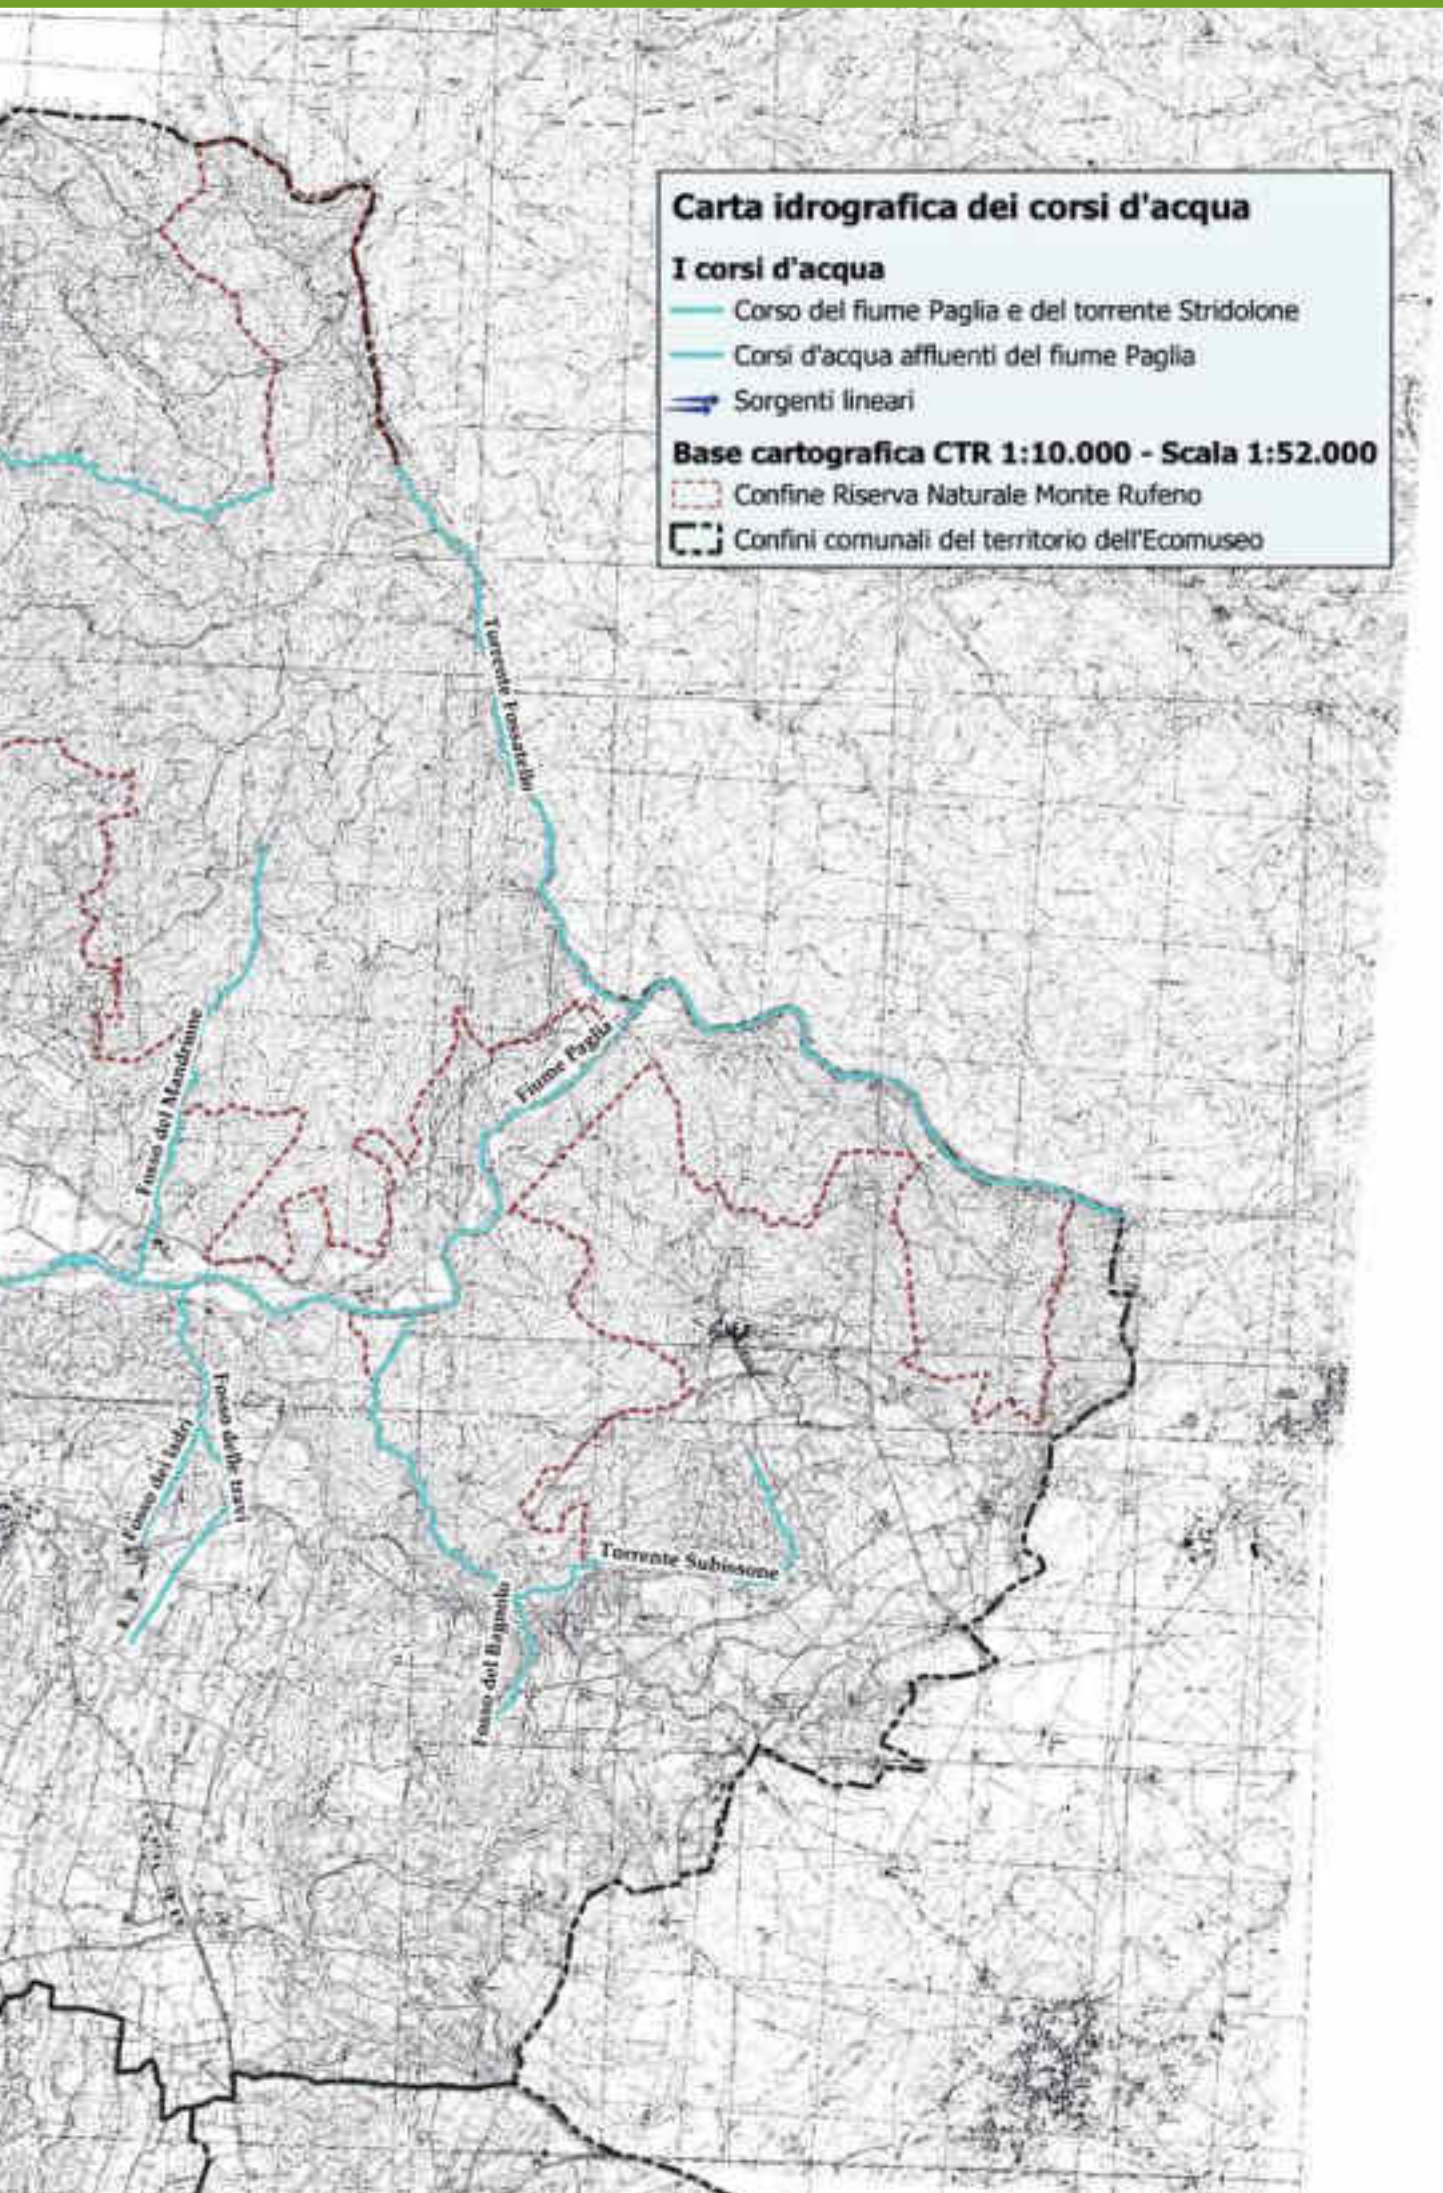 Carta idrografica dei corsi d'acqua
I corsi d'acqua
Corso del fiume Paglia e del torrente Stridolone
Corsi d'acqua affluenti del fiume Paglia
Sorgenti lineari
Base cartografica CTR 1:10.000 - Scala 1:52.000
Confine Riserva Naturale Monte Rufeno
Confini comunali del territorio dell'Ecomuseo
Torrente Fossatello
Fosso del Mandrione
Fiume Paglia
Fosso dei ladri
Fosso delle trave
Torrente Subissone
Fosso del Bagnolo